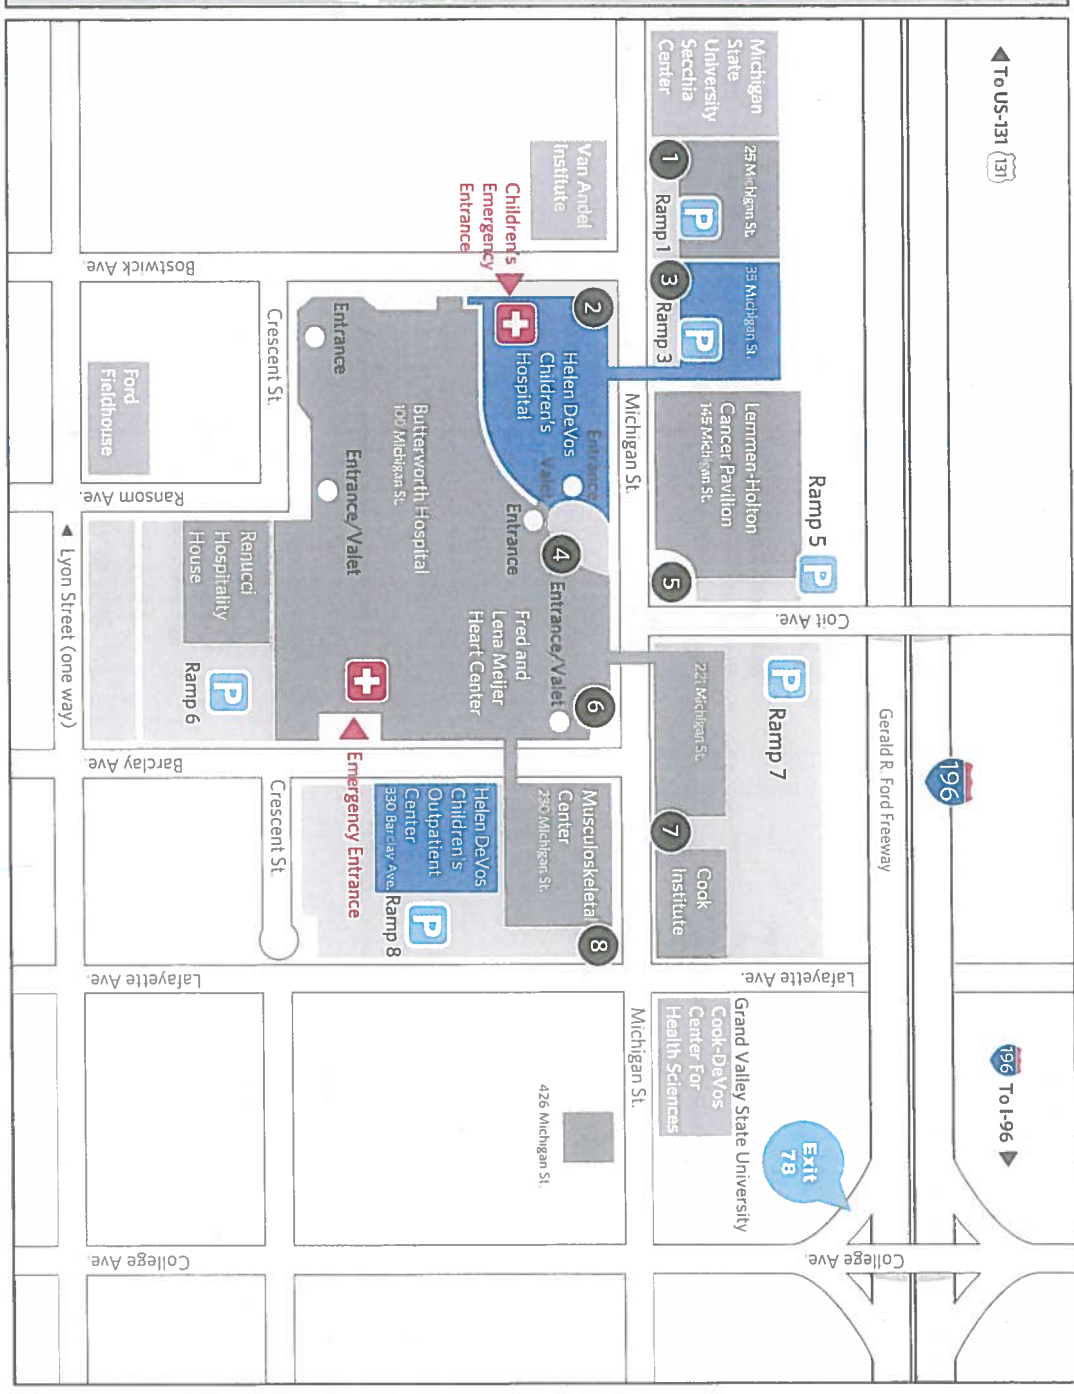 To US-131
131
196
To I-96
Gerald R. Ford Freeway
196
Exit
78
Michigan
State
University
Secchia
Center
25 Michigan St.
1
P
Ramp 1
35 Michigan St.
3
P
Ramp 3
Lemmen-Holton
Cancer Pavilion
145 Michigan St.
Ramp 5
P
5
Coit Ave.
P
Ramp 7
221 Michigan St.
7
Cook
Institute
Lafayette Ave.
Grand Valley State University
Cook-DeVos
Center For
Health Sciences
College Ave.
Michigan St.
Michigan St.
Van Andel
Institute
Children's
Emergency
Entrance
Bostwick Ave.
2
Helen DeVos
Children's
Hospital
Entrance
Valet
Entrance
4
Entrance/Valet
6
Fred and
Lena Meijer
Heart Center
Butterworth Hospital
100 Michigan St.
Entrance
Entrance/Valet
Emergency Entrance
Musculoskeletal
Center
230 Michigan St.
8
Helen DeVos
Children's
Outpatient
Center
330 Barclay Ave.
Ramp 8
P
426 Michigan St.
Crescent St.
Crescent St.
Ford
Fieldhouse
Ransom Ave.
Renucci
Hospitality
House
P
Ramp 6
Barclay Ave.
Lafayette Ave.
College Ave.
Lyon Street (one way)